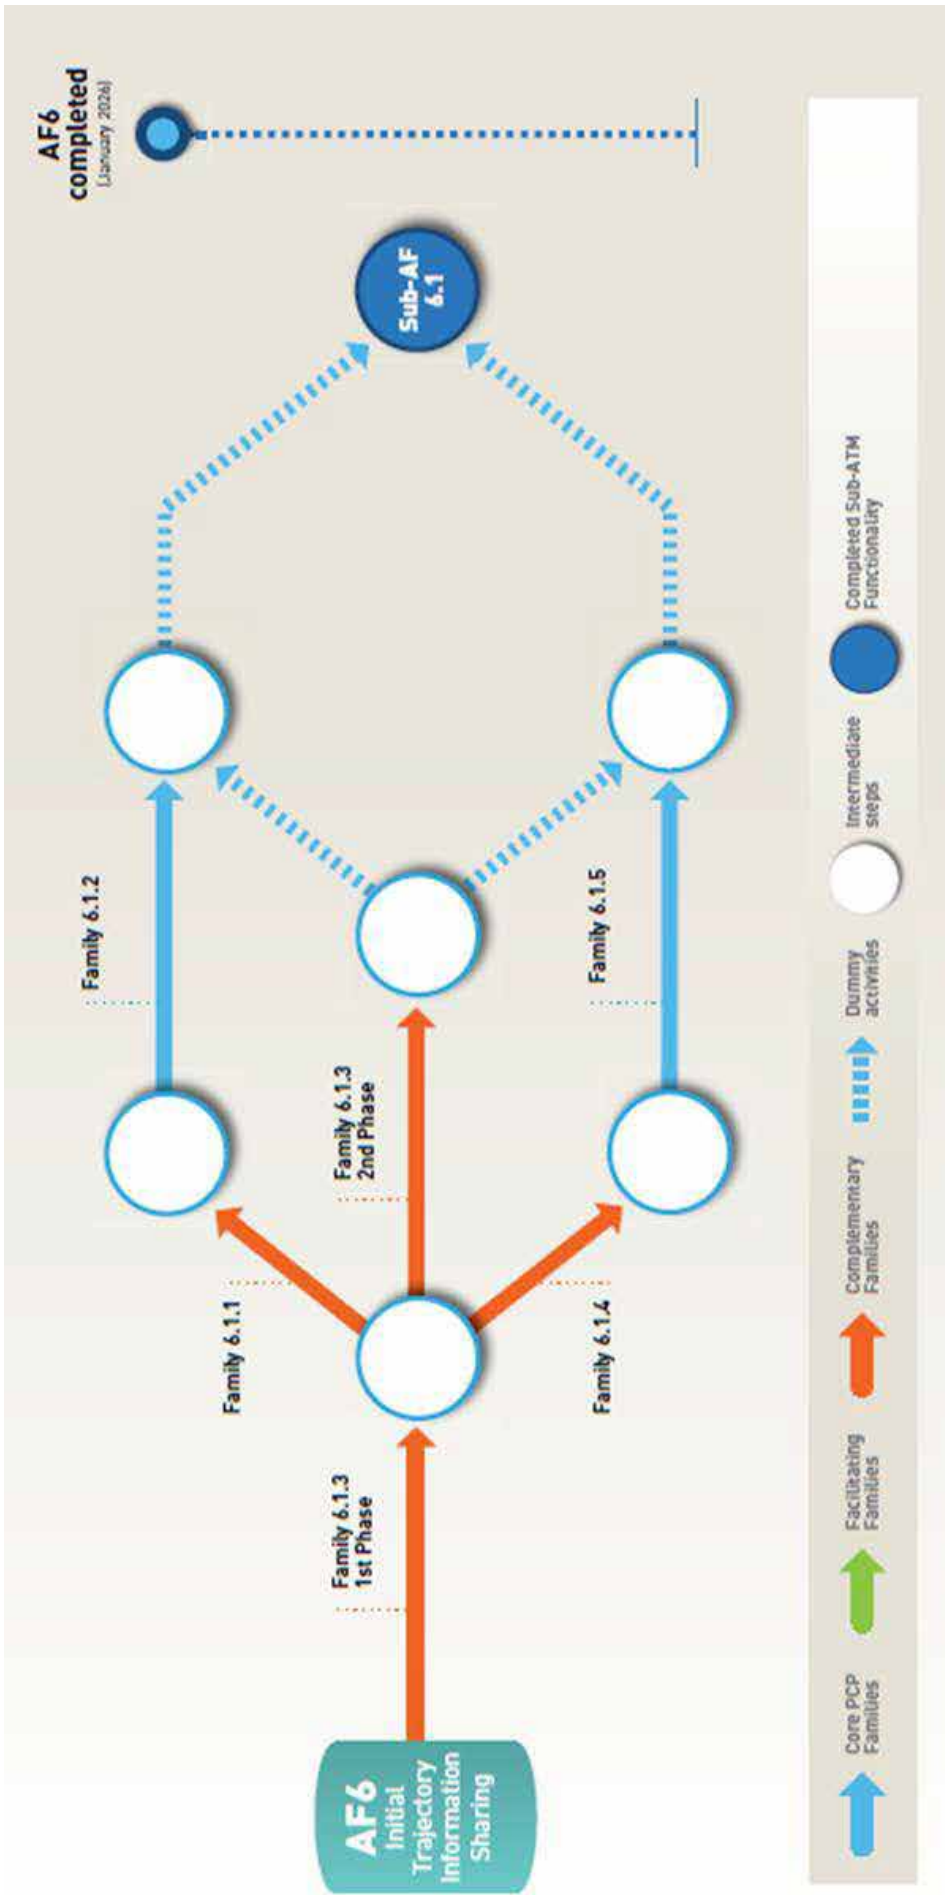 AF6
Initial
Trajectory
Information
Sharing
Family 6.1.3
1st Phase
Family 6.1.1
Family 6.1.3
2nd Phase
Family 6.1.4
Family 6.1.2
Family 6.1.5
Sub-AF
6.1
AF6
completed
(January 2026)
Core PCP
Families
Facilitating
Families
Complementary
Families
Dummy
activities
Intermediate
steps
Completed Sub-ATM
Functionality